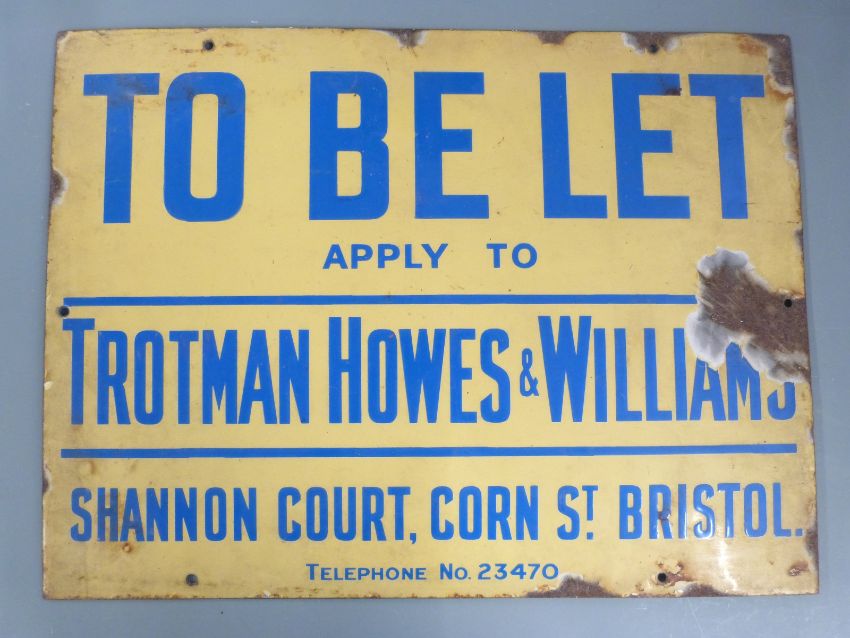 TO BE LET
APPLY TO
TROTMAN HOWES & WILLIAMS
SHANNON COURT, CORN ST. BRISTOL.
TELEPHONE NO. 23470